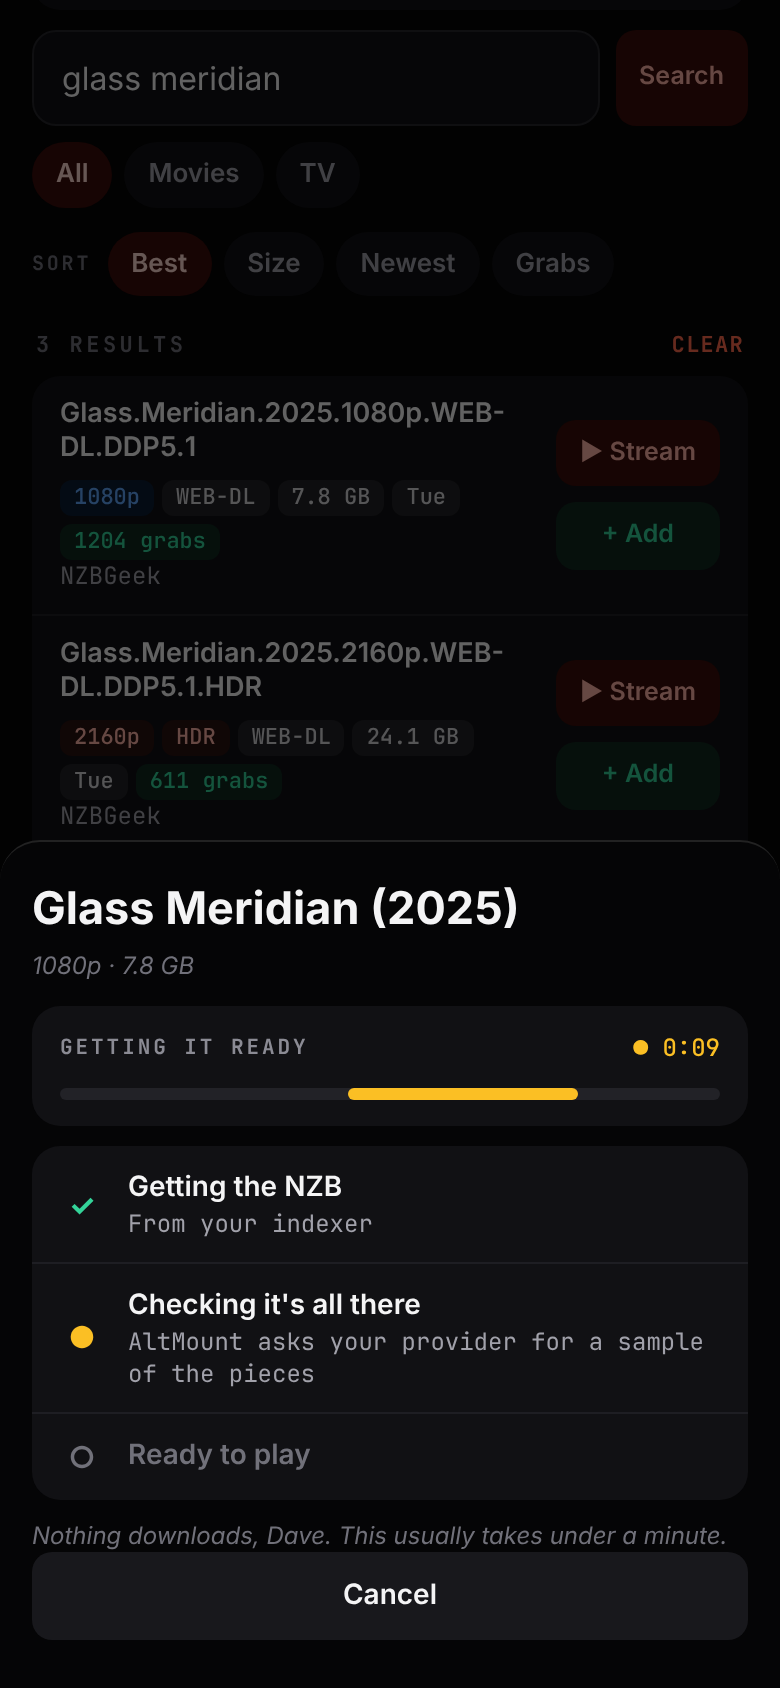 glass meridian
Search
All
Movies
TV
SORT
Best
Size
Newest
Grabs
3 RESULTS
CLEAR
Glass.Meridian.2025.1080p.WEB-
DL.DDP5.1
▶ Stream
1080p
WEB-DL
7.8 GB
Tue
+ Add
1204 grabs
NZBGeek
Glass.Meridian.2025.2160p.WEB-
DL.DDP5.1.HDR
▶ Stream
2160p
HDR
WEB-DL
24.1 GB
+ Add
Tue
611 grabs
NZBGeek
Glass Meridian (2025)
1080p · 7.8 GB
GETTING IT READY
0:09
Getting the NZB
From your indexer
Checking it's all there
AltMount asks your provider for a sample
of the pieces
Ready to play
Nothing downloads, Dave. This usually takes under a minute.
Cancel